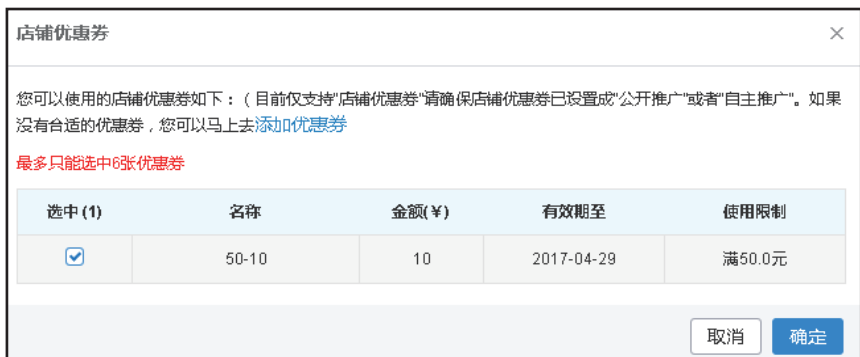 店铺优惠券
您可以使用的店铺优惠券如下：（目前仅支持"店铺优惠券"请确保店铺优惠券已设置成"公开推广"或者"自主推广"。如果
没有合适的优惠券，您可以马上去添加优惠券
最多只能选中6张优惠券
选中(1) 名称 金额(¥) 有效期至 使用限制
50-10 10 2017-04-29 满50.0元
取消 确定